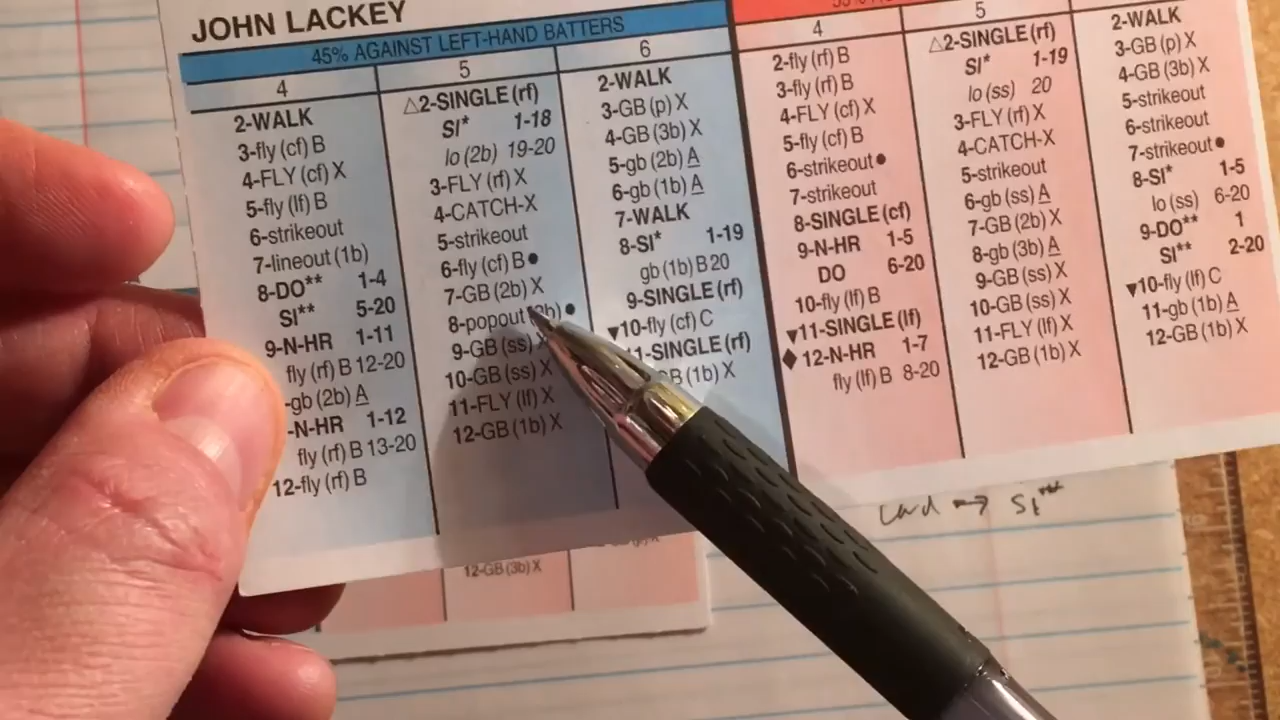 JOHN LACKEY
45% AGAINST LEFT-HAND BATTERS
4
2-WALK
3-fly (cf) B
4-FLY (cf) X
5-fly (lf) B
6-strikeout
7-lineout (1b)
8-DO** 1-4
SI** 5-20
9-N-HR 1-11
fly (rf) B 12-20
-gb (2b) A
-N-HR 1-12
fly (rf) B 13-20
12-fly (rf) B
5
△2-SINGLE (rf)
SI* 1-18
lo (2b) 19-20
3-FLY (rf) X
4-CATCH-X
5-strikeout
6-fly (cf) B●
7-GB (2b) X
8-popout ●
9-GB (ss) X
10-GB (ss) X
11-FLY (lf) X
12-GB (1b) X
6
2-WALK
3-GB (p) X
4-GB (3b) X
5-gb (2b) A
6-gb (1b) A
7-WALK
8-SI* 1-19
gb (1b) B 20
9-SINGLE (rf)
▼10-fly (cf) C
1-SINGLE (rf)
GB (1b) X
4
2-fly (rf) B
3-fly (rf) B
4-FLY (cf) X
5-fly (cf) B
6-strikeout●
7-strikeout
8-SINGLE (cf)
9-N-HR 1-5
DO 6-20
10-fly (lf) B
▼11-SINGLE (lf)
◆12-N-HR 1-7
fly (lf) B 8-20
5
△2-SINGLE (rf)
SI* 1-19
lo (ss) 20
3-FLY (rf) X
4-CATCH-X
5-strikeout
6-gb (ss) A
7-GB (2b) X
8-gb (3b) A
9-GB (ss) X
10-GB (ss) X
11-FLY (lf) X
12-GB (1b) X
2-WALK
3-GB (p) X
4-GB (3b) X
5-strikeout
6-strikeout
7-strikeout●
8-SI* 1-5
lo (ss) 6-20
9-DO** 1
SI** 2-20
▼10-fly (lf) C
11-gb (1b) A
12-GB (1b) X
12-GB (3b) X
card → SI**